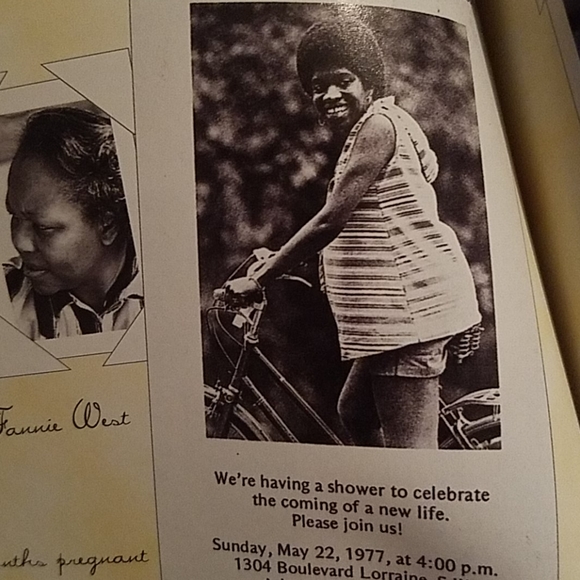 Fannie West
pregnant
We're having a shower to celebrate
the coming of a new life.
Please join us!
Sunday, May 22, 1977, at 4:00 p.m.
1304 Boulevard Lorraine